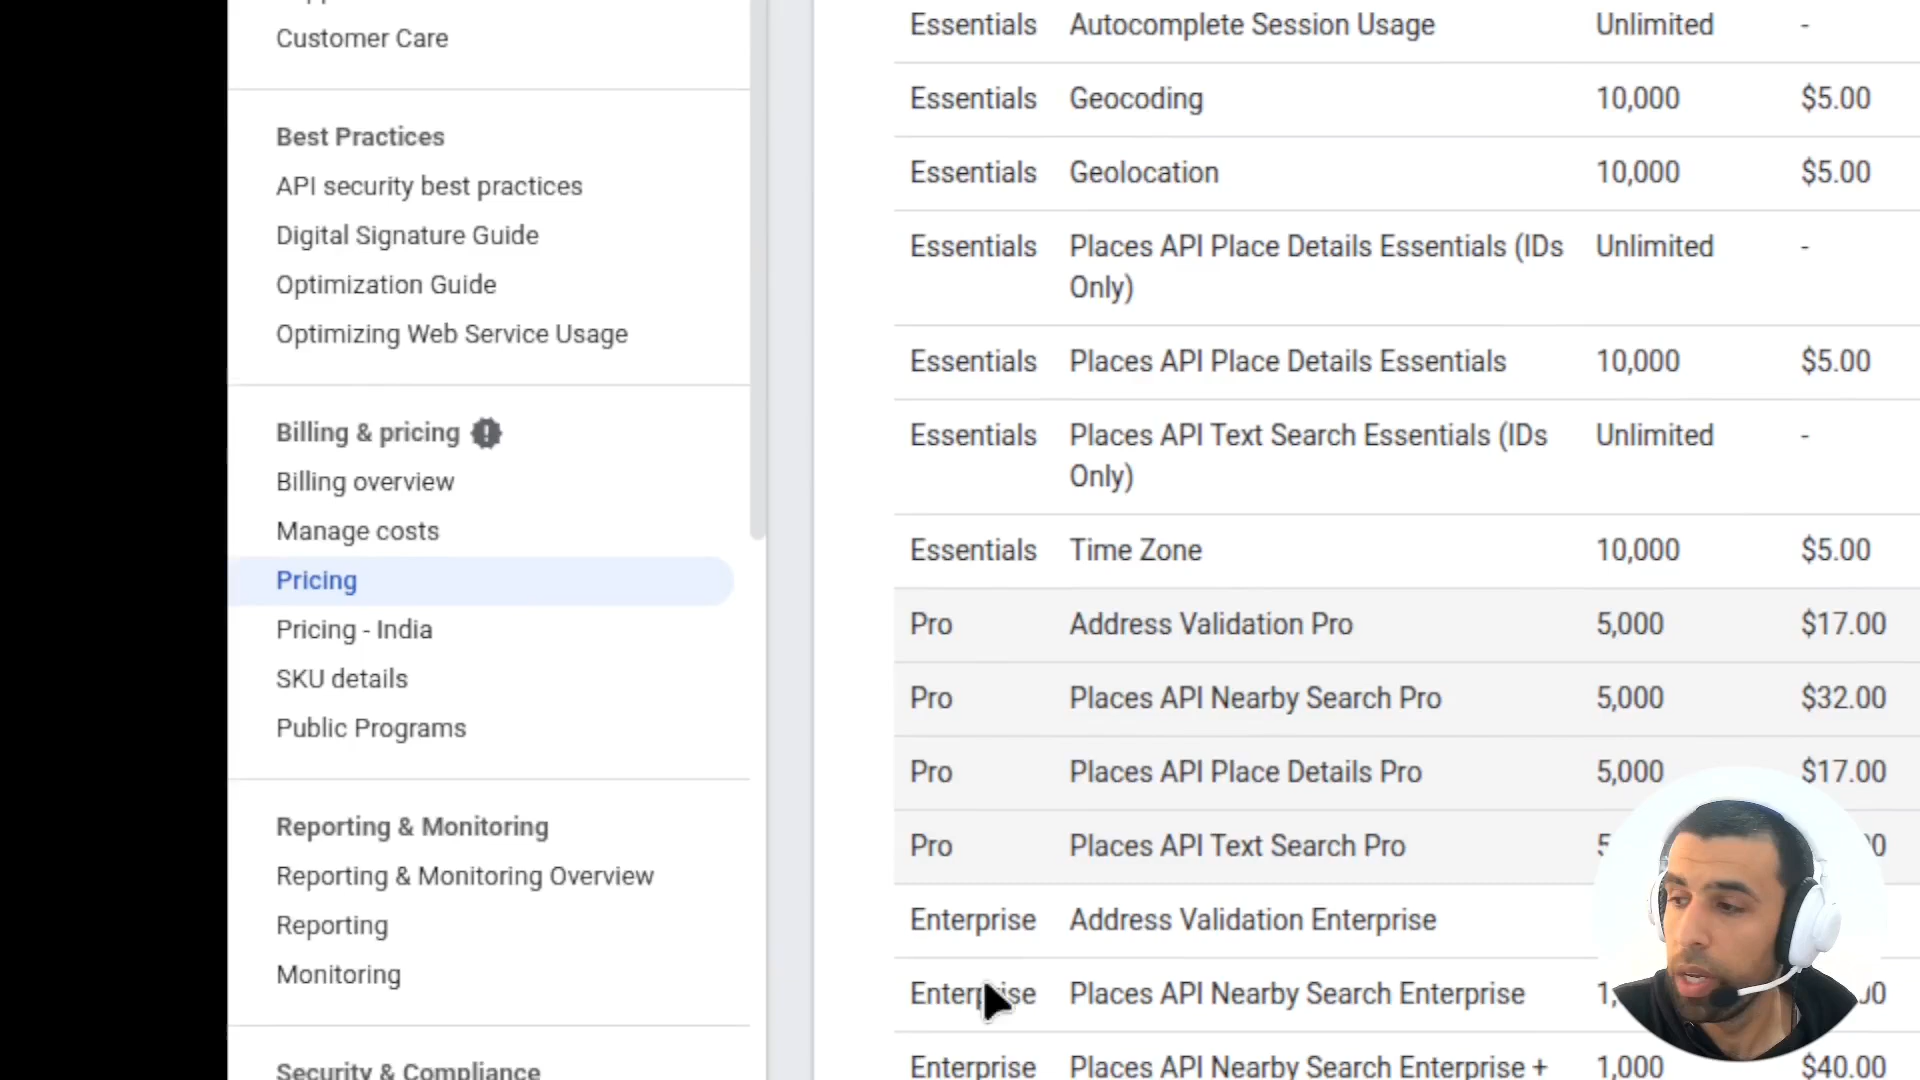 Customer Care
Best Practices
API security best practices
Digital Signature Guide
Optimization Guide
Optimizing Web Service Usage
Billing & pricing
Billing overview
Manage costs
Pricing
Pricing - India
SKU details
Public Programs
Reporting & Monitoring
Reporting & Monitoring Overview
Reporting
Monitoring
Security & Compliance
Essentials Autocomplete Session Usage Unlimited -
Essentials Geocoding 10,000 $5.00
Essentials Geolocation 10,000 $5.00
Essentials Places API Place Details Essentials (IDs Unlimited -
Only)
Essentials Places API Place Details Essentials 10,000 $5.00
Essentials Places API Text Search Essentials (IDs Unlimited -
Only)
Essentials Time Zone 10,000 $5.00
Pro Address Validation Pro 5,000 $17.00
Pro Places API Nearby Search Pro 5,000 $32.00
Pro Places API Place Details Pro 5,000 $17.00
Pro Places API Text Search Pro
Enterprise Address Validation Enterprise
Enterprise Places API Nearby Search Enterprise
Enterprise Places API Nearby Search Enterprise + 1,000 $40.00